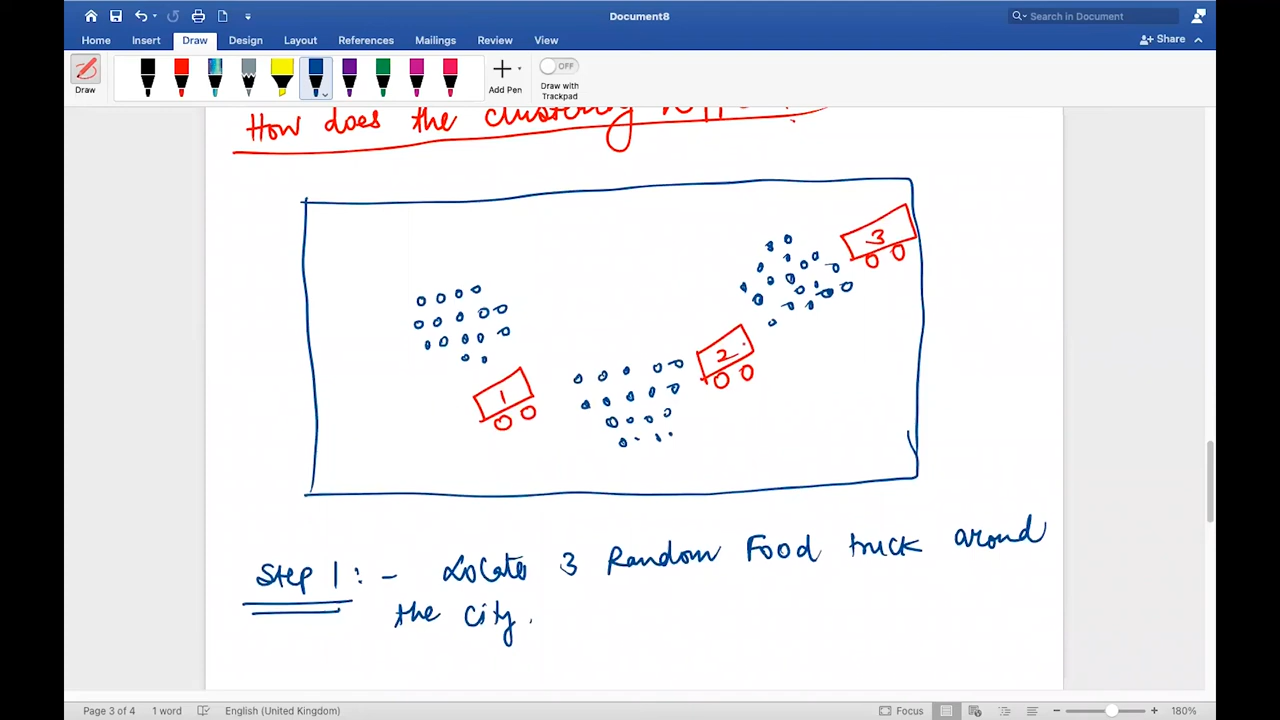 Document8
Search in Document
Home Insert Draw Design Layout References Mailings Review View
Share
Draw
Add Pen
OFF
Draw with
Trackpad
How does the clustering
3
2
1
Step 1 :- Locate 3 Random Food truck around
the city.
Page 3 of 4 1 word English (United Kingdom) Focus 180%